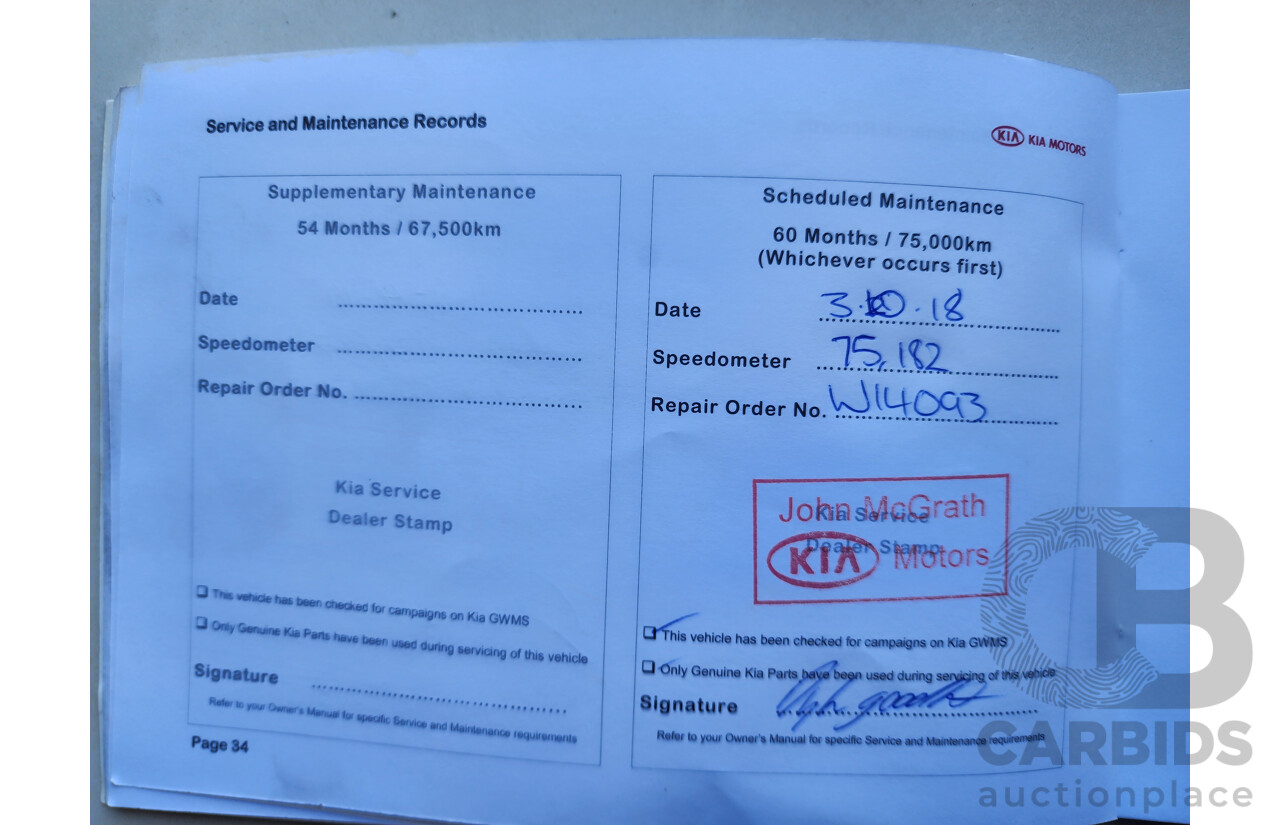 Service and Maintenance Records
KIA KIA MOTORS
Supplementary Maintenance
54 Months / 67,500km
Date
Speedometer
Repair Order No.
Kia Service
Dealer Stamp
This vehicle has been checked for campaigns on Kia GWMS
Only Genuine Kia Parts have been used during servicing of this vehicle
Signature
Refer to your Owner's Manual for specific Service and Maintenance requirements
Page 34
Scheduled Maintenance
60 Months / 75,000km
(Whichever occurs first)
Date 3.10.18
Speedometer 75,182
Repair Order No. W14093
Kia Service
Dealer Stamp
John McGrath
KIA Motors
This vehicle has been checked for campaigns on Kia GWMS
Only Genuine Kia Parts have been used during servicing of this vehicle
Signature
Refer to your Owner's Manual for specific Service and Maintenance requirements
CB
CARBIDS
auctionplace